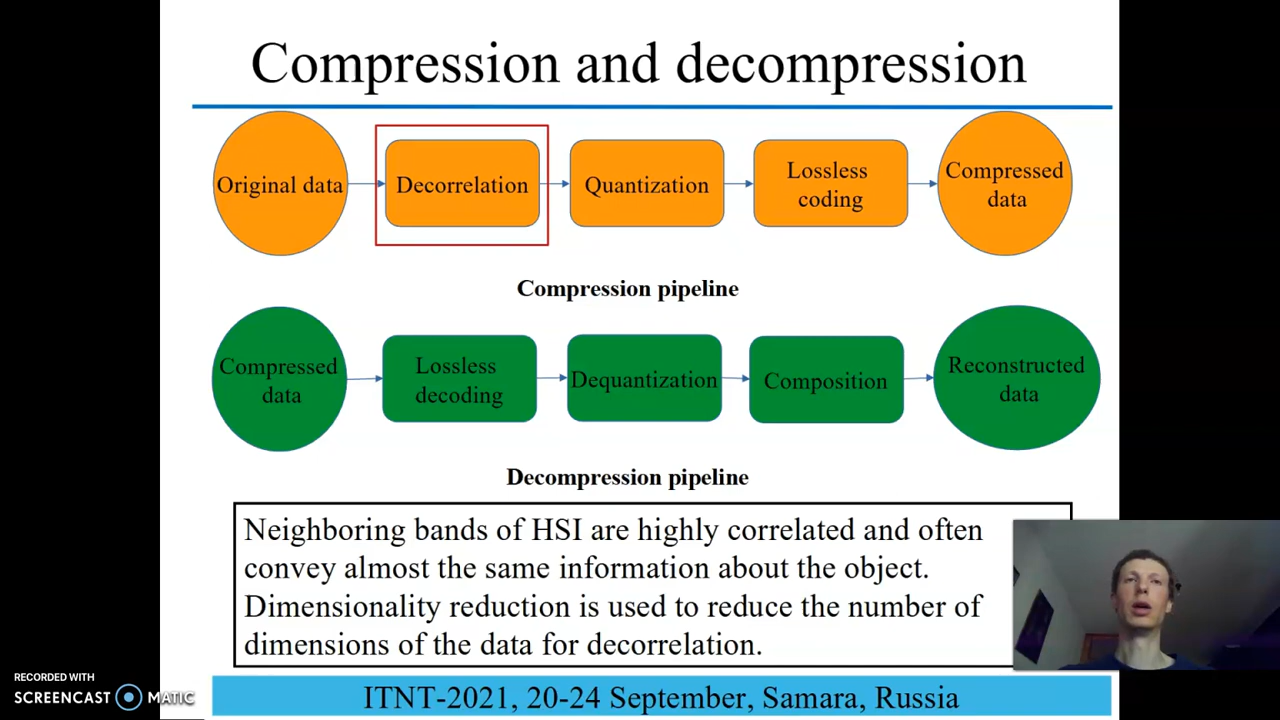 Compression and decompression
Original data
Decorrelation
Quantization
Lossless
coding
Compressed
data
Compression pipeline
Compressed
data
Lossless
decoding
Dequantization
Composition
Reconstructed
data
Decompression pipeline
Neighboring bands of HSI are highly correlated and often
convey almost the same information about the object.
Dimensionality reduction is used to reduce the number of
dimensions of the data for decorrelation.
RECORDED WITH
SCREENCAST MATIC
ITNT-2021, 20-24 September, Samara, Russia